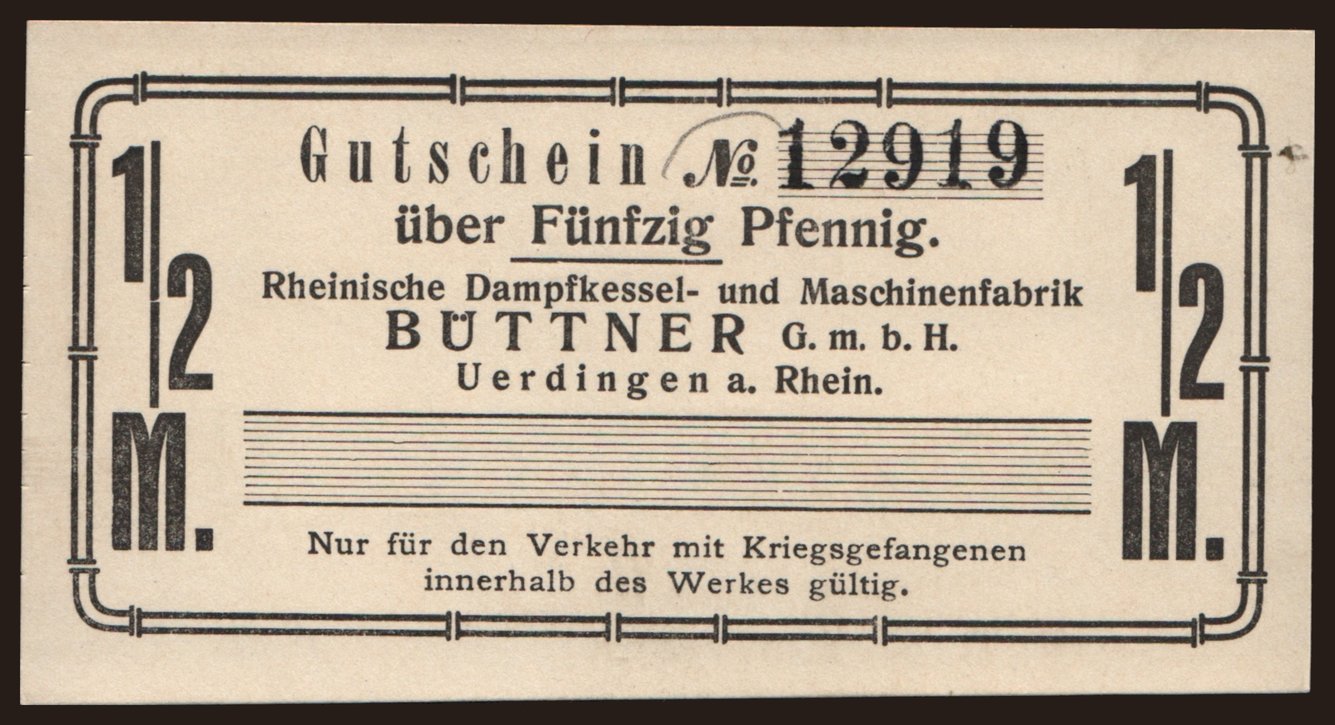 Gutschein No. 12919
über Fünfzig Pfennig.
Rheinische Dampfkessel- und Maschinenfabrik
BÜTTNER G. m. b. H.
Uerdingen a. Rhein.
Nur für den Verkehr mit Kriegsgefangenen
innerhalb des Werkes gültig.
1/2 M.
1/2 M.